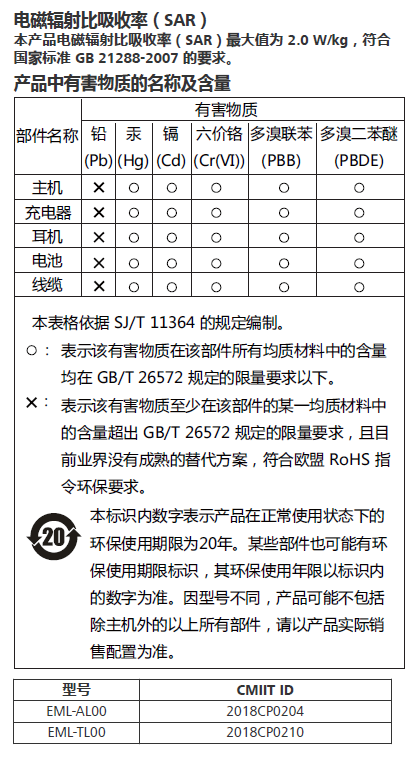 电磁辐射比吸收率（SAR）
本产品电磁辐射比吸收率（SAR）最大值为 2.0 W/kg，符合
国家标准 GB 21288-2007 的要求。
产品中有害物质的名称及含量
部件名称 有害物质
铅 汞 镉 六价铬 多溴联苯 多溴二苯醚
(Pb) (Hg) (Cd) (Cr(VI)) (PBB) (PBDE)
主机 × ○ ○ ○ ○ ○
充电器 × ○ ○ ○ ○ ○
耳机 × ○ ○ ○ ○ ○
电池 × ○ ○ ○ ○ ○
线缆 × ○ ○ ○ ○ ○
本表格依据 SJ/T 11364 的规定编制。
○：表示该有害物质在该部件所有均质材料中的含量
均在 GB/T 26572 规定的限量要求以下。
×：表示该有害物质至少在该部件的某一均质材料中
的含量超出 GB/T 26572 规定的限量要求，且目
前业界没有成熟的替代方案，符合欧盟 RoHS 指
令环保要求。
20
本标识内数字表示产品在正常使用状态下的
环保使用期限为20年。某些部件也可能有环
保使用期限标识，其环保使用年限以标识内
的数字为准。因型号不同，产品可能不包括
除主机外的以上所有部件，请以产品实际销
售配置为准。
型号 CMIIT ID
EML-AL00 2018CP0204
EML-TL00 2018CP0210